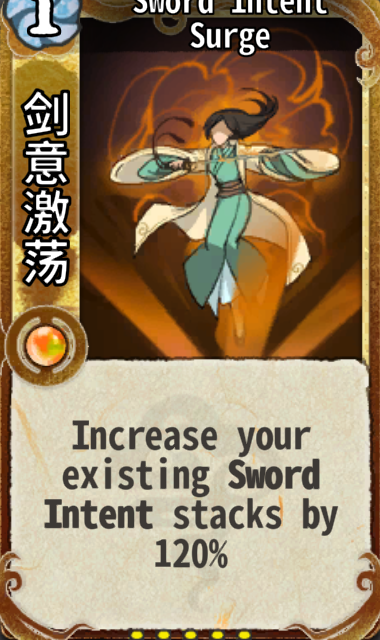 1
Sword Intent
Surge
剑意激荡
Increase your
existing Sword
Intent stacks by
120%